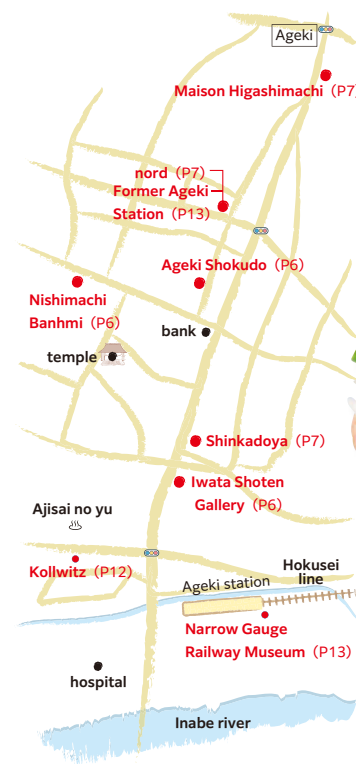 Ageki
Maison Higashimachi (P7)
nord (P7)
Former Ageki
Station (P13)
Ageki Shokudo (P6)
Nishimachi
Banhmi (P6)
bank
temple
Shinkadoya (P7)
Iwata Shoten
Gallery (P6)
Ajisai no yu
Kollwitz (P12)
Hokusei
line
Ageki station
Narrow Gauge
Railway Museum (P13)
hospital
Inabe river